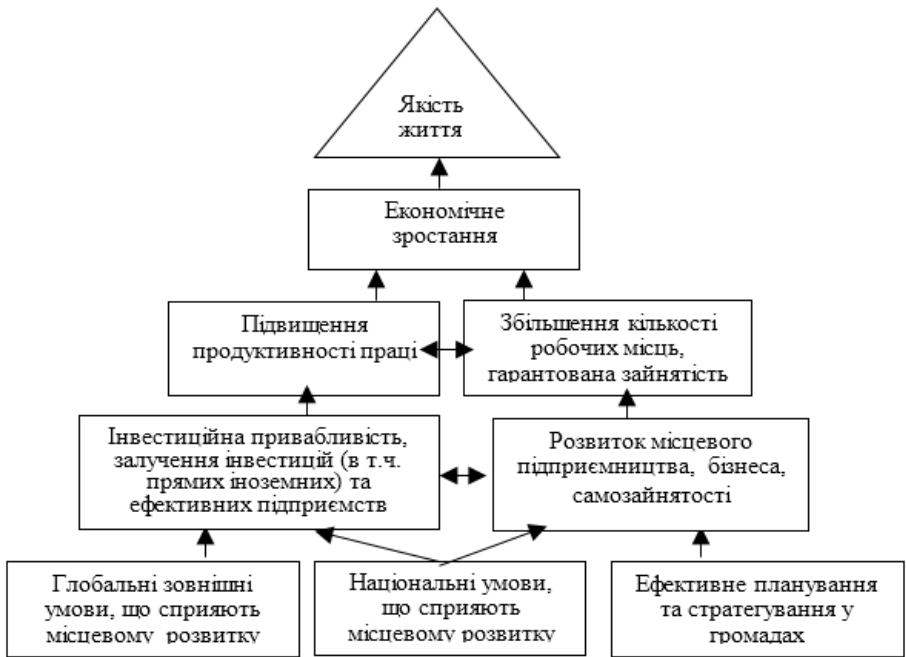 Якість
життя
Економічне
зростання
Підвищення
продуктивності праці
Збільшення кількості
робочих місць,
гарантована зайнятість
Інвестиційна привабливість,
залучення інвестицій (в т.ч.
прямих іноземних) та
ефективних підприємств
Розвиток місцевого
підприємництва, бізнеса,
самозайнятості
Глобальні зовнішні
умови, що сприяють
місцевому розвитку
Національні умови,
що сприяють
місцевому розвитку
Ефективне планування
та стратегування у
громадах